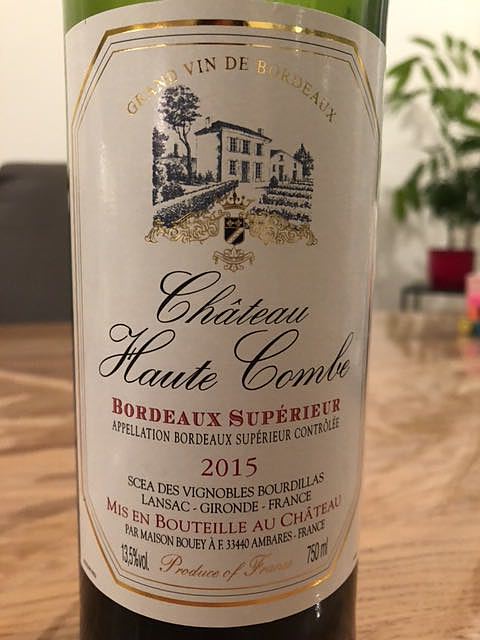 GRAND VIN DE BORDEAUX
Château
Haute Combe
BORDEAUX SUPÉRIEUR
APPELLATION BORDEAUX SUPÉRIEUR CONTRÔLÉE
2015
SCEA DES VIGNOBLES BOURDILLAS
LANSAC - GIRONDE - FRANCE
MIS EN BOUTEILLE AU CHÂTEAU
PAR MAISON BOUEY À F. 33440 AMBARES - FRANCE
13,5%vol. Produce of France 750 ml